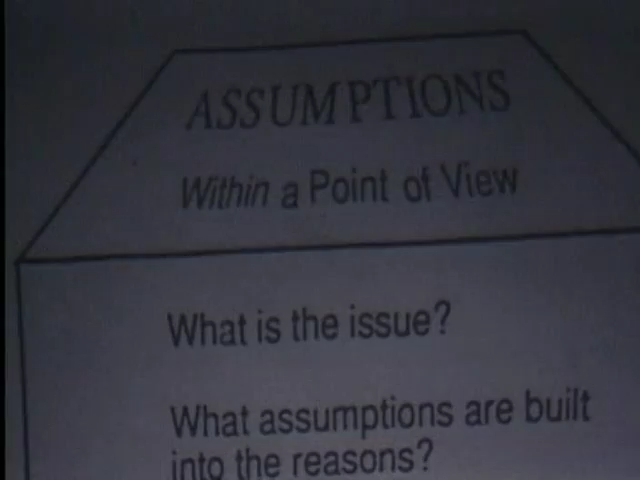 ASSUMPTIONS
Within a Point of View
What is the issue?
What assumptions are built
into the reasons?